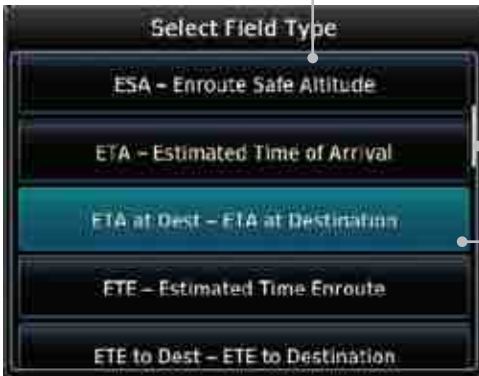 Select Field Type
ESA – Enroute Safe Altitude
ETA – Estimated Time of Arrival
ETA at Dest – ETA at Destination
ETE – Estimated Time Enroute
ETE to Dest – ETE to Destination